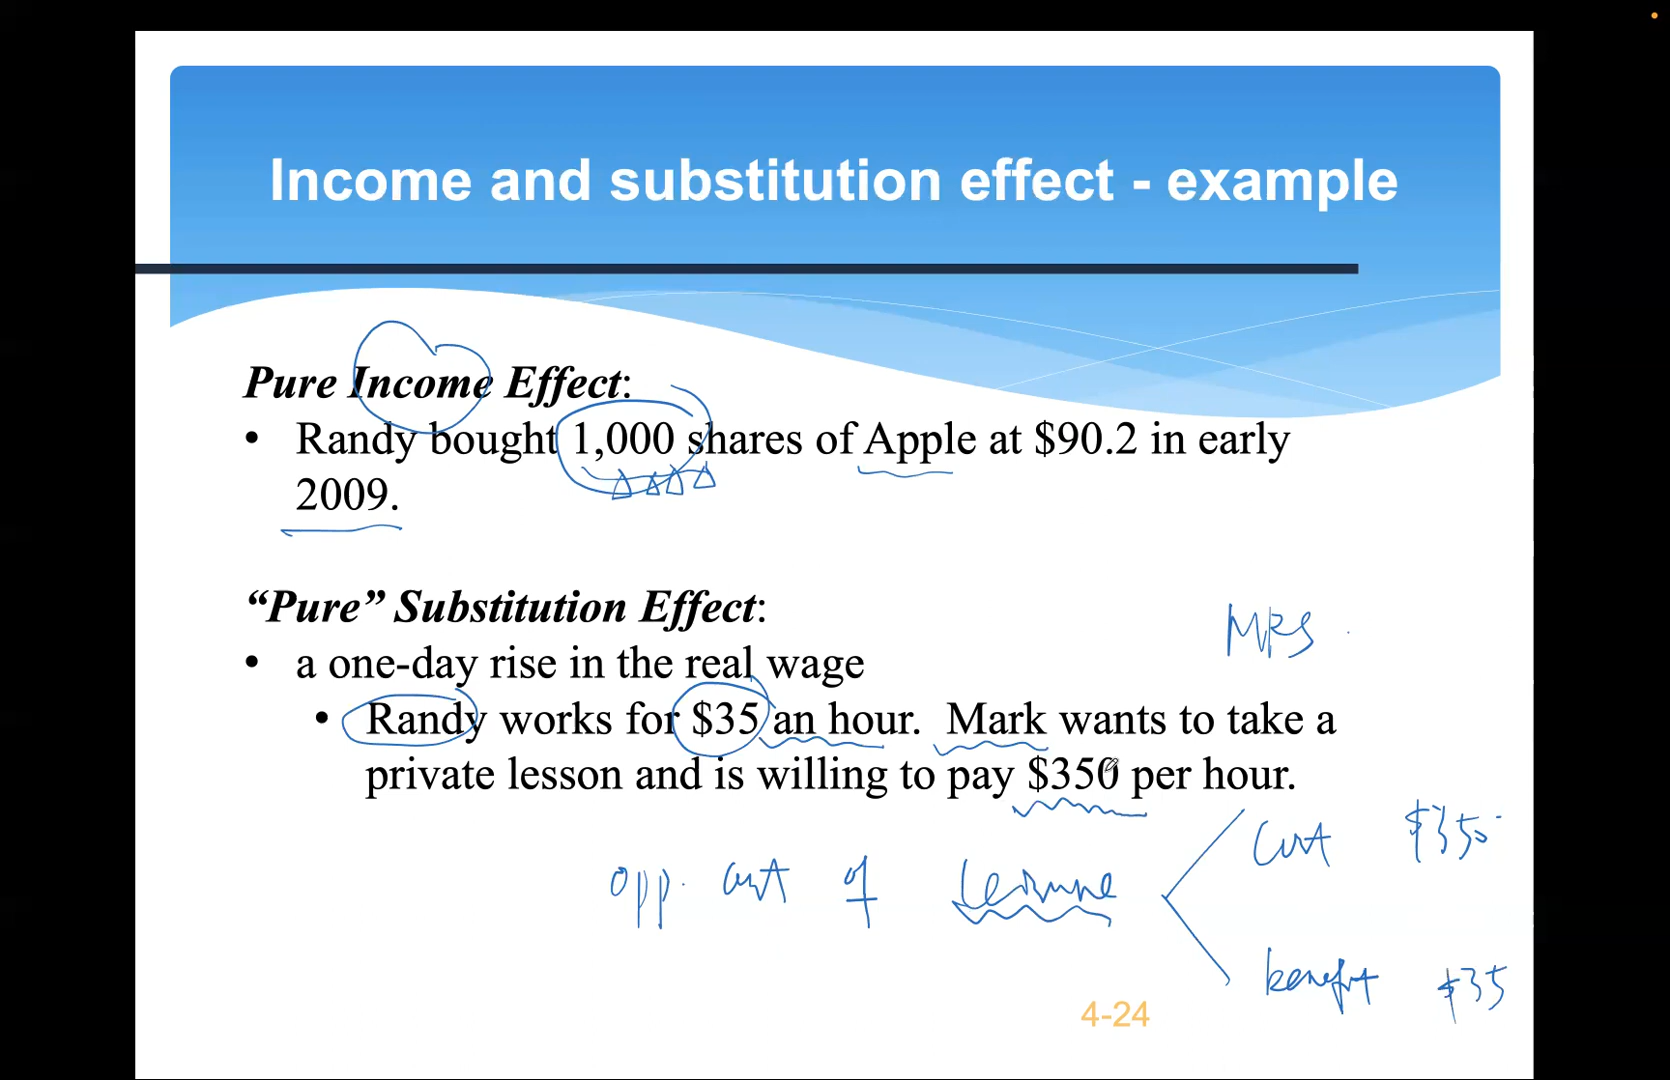 Income and substitution effect - example
Pure Income Effect:
• Randy bought 1,000 shares of Apple at $90.2 in early
2009.
“Pure” Substitution Effect:
MRS
• a one-day rise in the real wage
• Randy works for $35 an hour. Mark wants to take a
private lesson and is willing to pay $350 per hour.
cost $350
opp. cost of leisure
benefit $35
4-24